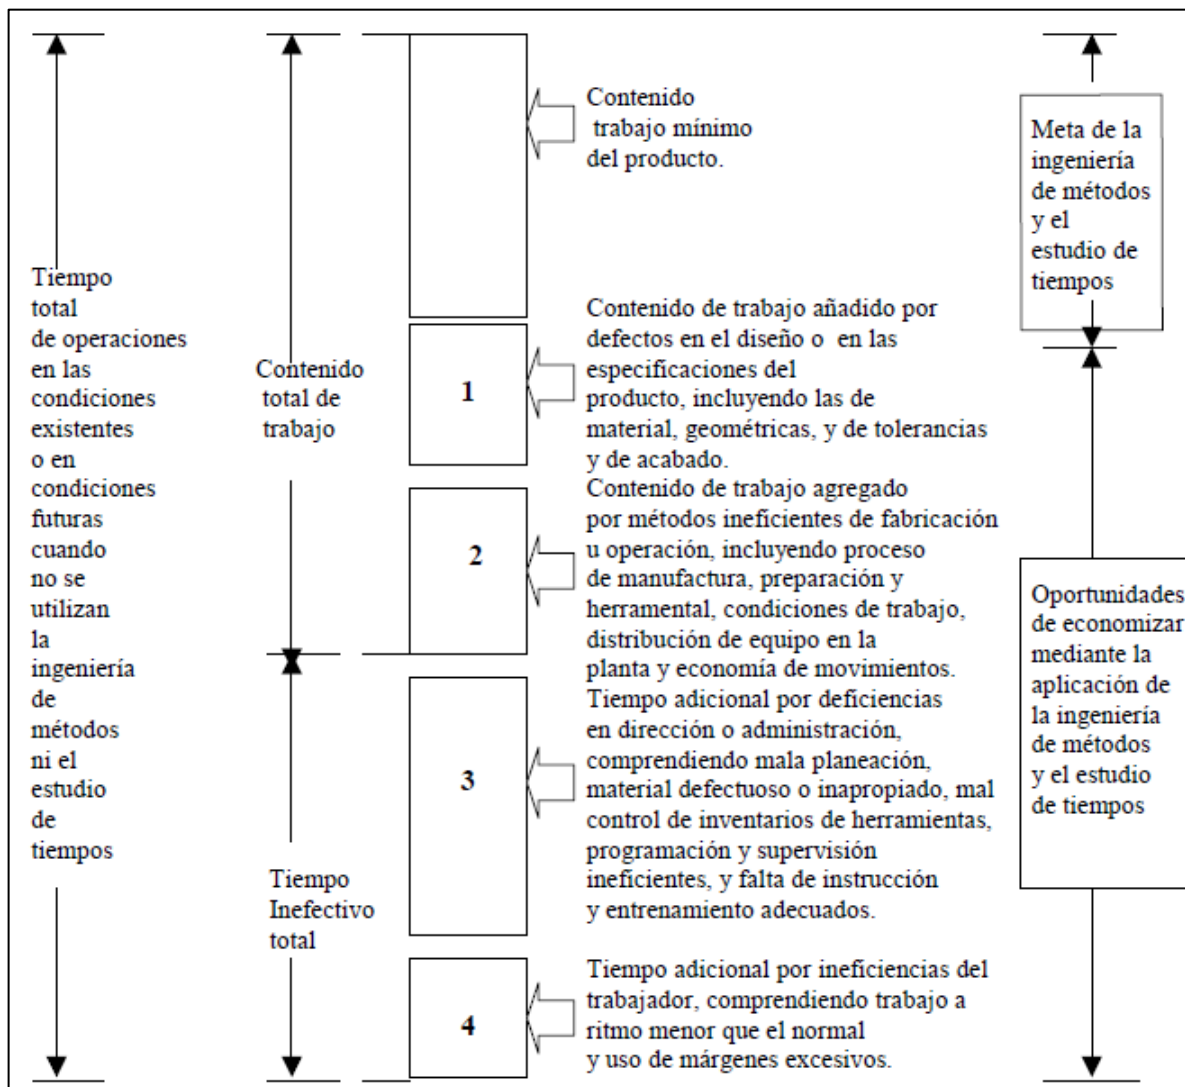 Tiempo
total
de operaciones
en las
condiciones
existentes
o en
condiciones
futuras
cuando
no se
utilizan
la
ingeniería
de
métodos
ni el
estudio
de
tiempos
Contenido
total de
trabajo
Tiempo
Inefectivo
total
Contenido
trabajo mínimo
del producto.
1
Contenido de trabajo añadido por
defectos en el diseño o en las
especificaciones del
producto, incluyendo las de
material, geométricas, y de tolerancias
y de acabado.
2
Contenido de trabajo agregado
por métodos ineficientes de fabricación
u operación, incluyendo proceso
de manufactura, preparación y
herramental, condiciones de trabajo,
distribución de equipo en la
planta y economía de movimientos.
3
Tiempo adicional por deficiencias
en dirección o administración,
comprendiendo mala planeación,
material defectuoso o inapropiado, mal
control de inventarios de herramientas,
programación y supervisión
ineficientes, y falta de instrucción
y entrenamiento adecuados.
4
Tiempo adicional por ineficiencias del
trabajador, comprendiendo trabajo a
ritmo menor que el normal
y uso de márgenes excesivos.
Meta de la
ingeniería
de métodos
y el
estudio de
tiempos
Oportunidades
de economizar
mediante la
aplicación de
la ingeniería
de métodos
y el estudio
de tiempos